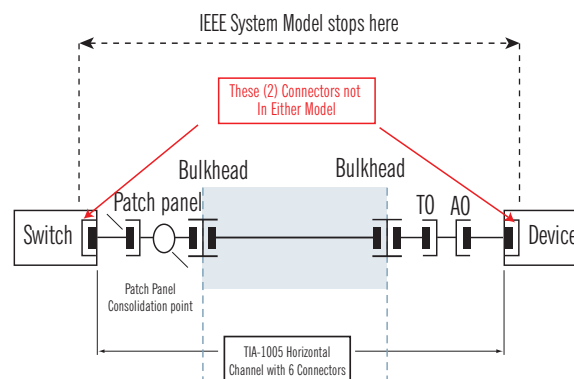 IEEE System Model stops here
These (2) Connectors not
In Either Model
Bulkhead
Bulkhead
Patch panel
TO
AO
Switch
Device
Patch Panel
Consolidation point
TIA-1005 Horizontal
Channel with 6 Connectors